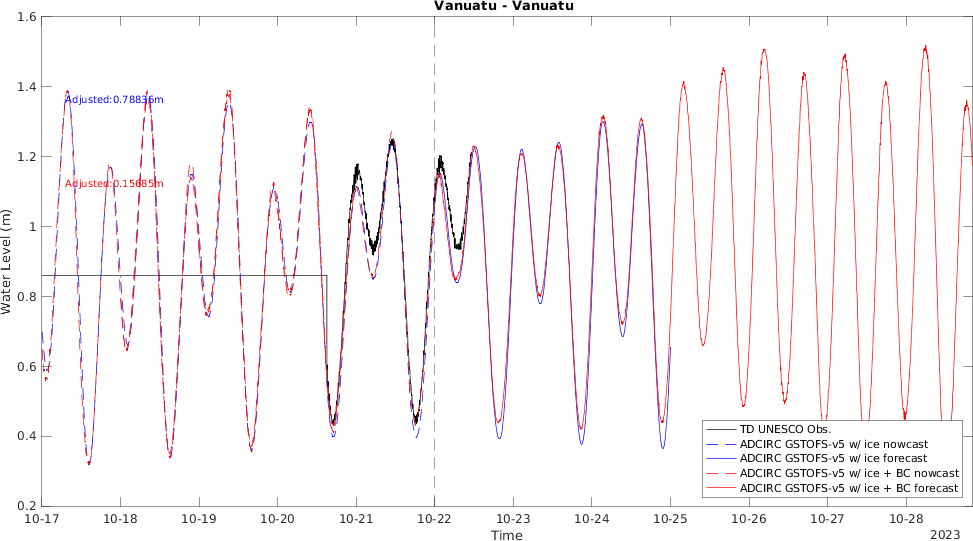 Vanuatu - Vanuatu
1.6
1.4
1.2
1
0.8
0.6
0.4
0.2
Water Level (m)
Adjusted:0.78836m
Adjusted:0.15685m
TD UNESCO Obs.
ADCIRC GSTOFS-v5 w/ ice nowcast
ADCIRC GSTOFS-v5 w/ ice forecast
ADCIRC GSTOFS-v5 w/ ice + BC nowcast
ADCIRC GSTOFS-v5 w/ ice + BC forecast
10-17 10-18 10-19 10-20 10-21 10-22 10-23 10-24 10-25 10-26 10-27 10-28
Time
2023